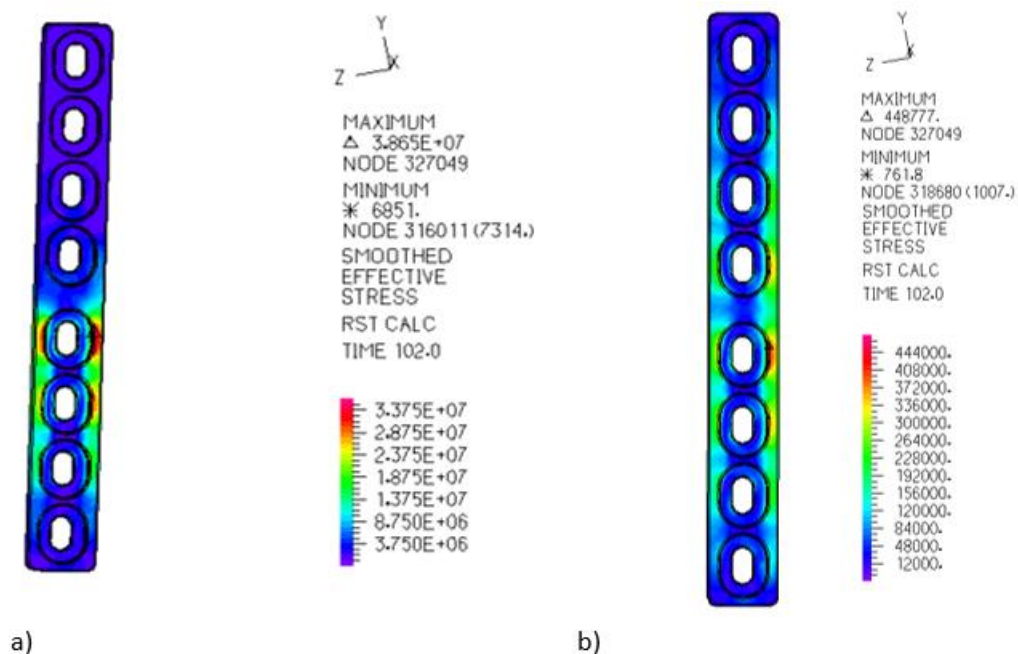 Y
Z X
MAXIMUM
△ 3.865E+07
NODE 327049
MINIMUM
* 6851.
NODE 316011 (7314.)
SMOOTHED
EFFECTIVE
STRESS
RST CALC
TIME 102.0
3.375E+07
2.875E+07
2.375E+07
1.875E+07
1.375E+07
8.750E+06
3.750E+06
a)
Y
Z X
MAXIMUM
△ 448777.
NODE 327049
MINIMUM
* 761.8
NODE 318680 (1007.)
SMOOTHED
EFFECTIVE
STRESS
RST CALC
TIME 102.0
444000.
408000.
372000.
336000.
300000.
264000.
228000.
192000.
156000.
120000.
84000.
48000.
12000.
b)